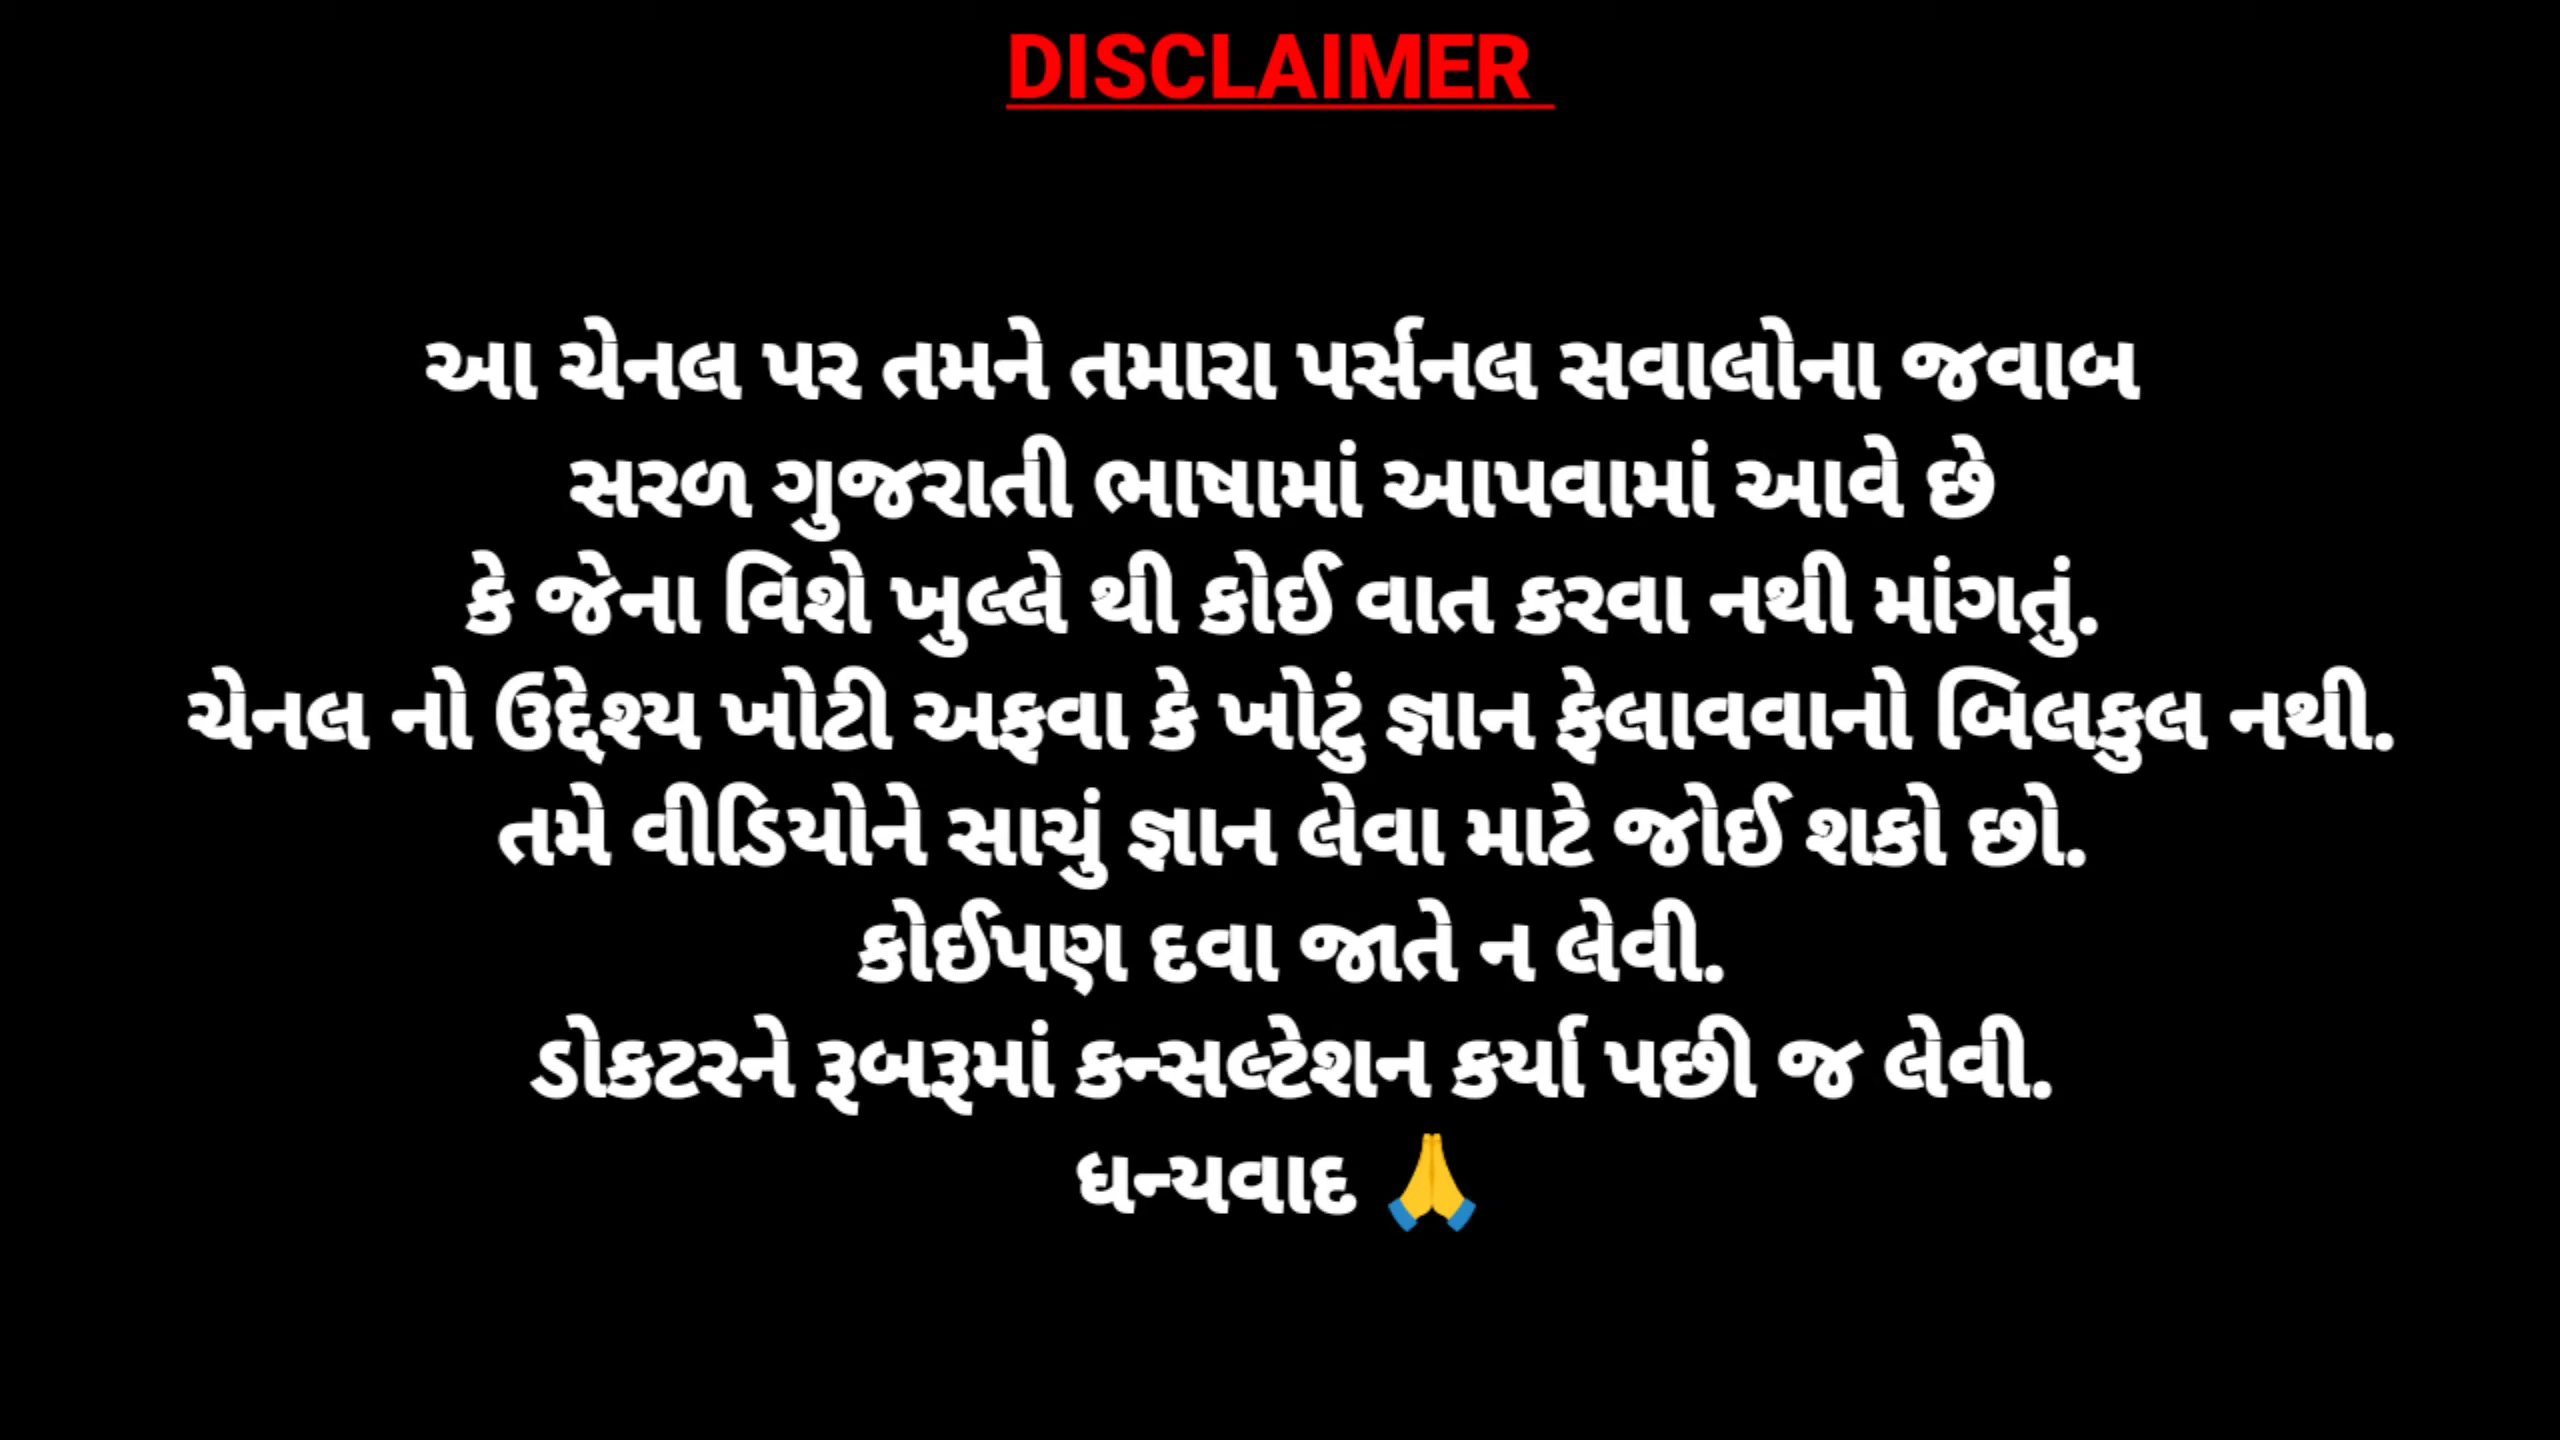 DISCLAIMER
આ ચેનલ પર તમને તમારા પર્સનલ સવાલોના જવાબ
સરળ ગુજરાતી ભાષામાં આપવામાં આવે છે
કે જેના વિશે ખુલ્લે થી કોઈ વાત કરવા નથી માંગતું.
ચેનલ નો ઉદ્દેશ્ય ખોટી અફવા કે ખોટું જ્ઞાન ફેલાવવાનો બિલકુલ નથી.
તમે વીડિયોને સાચું જ્ઞાન લેવા માટે જોઈ શકો છો.
કોઈપણ દવા જાતે ન લેવી.
ડોકટરને રૂબરૂમાં કન્સલ્ટેશન કર્યા પછી જ લેવી.
ધન્યવાદ 🙏